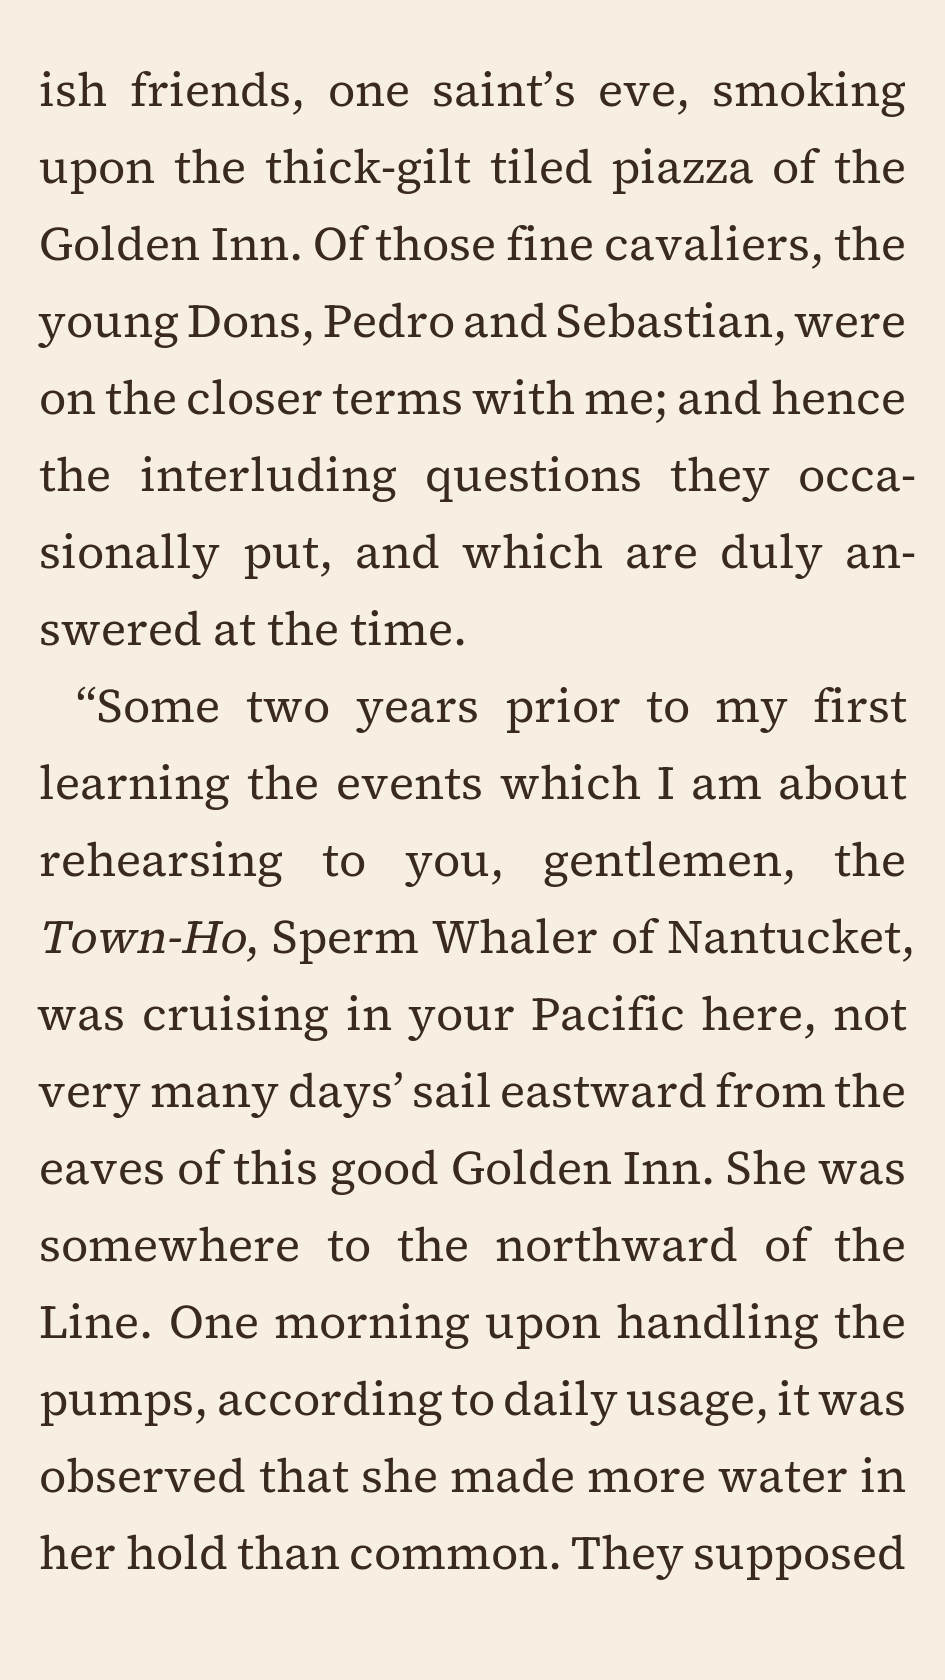 ish friends, one saint’s eve, smoking
upon the thick-gilt tiled piazza of the
Golden Inn. Of those fine cavaliers, the
young Dons, Pedro and Sebastian, were
on the closer terms with me; and hence
the interluding questions they occa-
sionally put, and which are duly an-
swered at the time.
“Some two years prior to my first
learning the events which I am about
rehearsing to you, gentlemen, the
Town-Ho, Sperm Whaler of Nantucket,
was cruising in your Pacific here, not
very many days’ sail eastward from the
eaves of this good Golden Inn. She was
somewhere to the northward of the
Line. One morning upon handling the
pumps, according to daily usage, it was
observed that she made more water in
her hold than common. They supposed